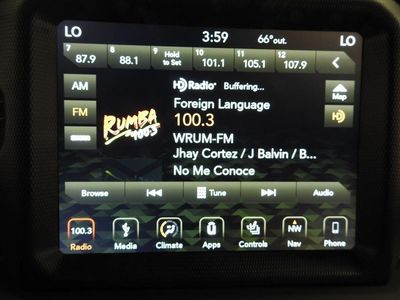 LO 3:59 66°out. LO
7 87.9 8 88.1 9 Hold to Set 10 101.1 11 105.1 12 107.9
AM HD Radio Buffering...
Map
Foreign Language
FM RUMBA 100.3 100.3 HD
WRUM-FM
Jhay Cortez / J Balvin / B...
No Me Conoce
Browse Tune Audio
100.3 NW
Radio Media Climate Apps Controls Nav Phone